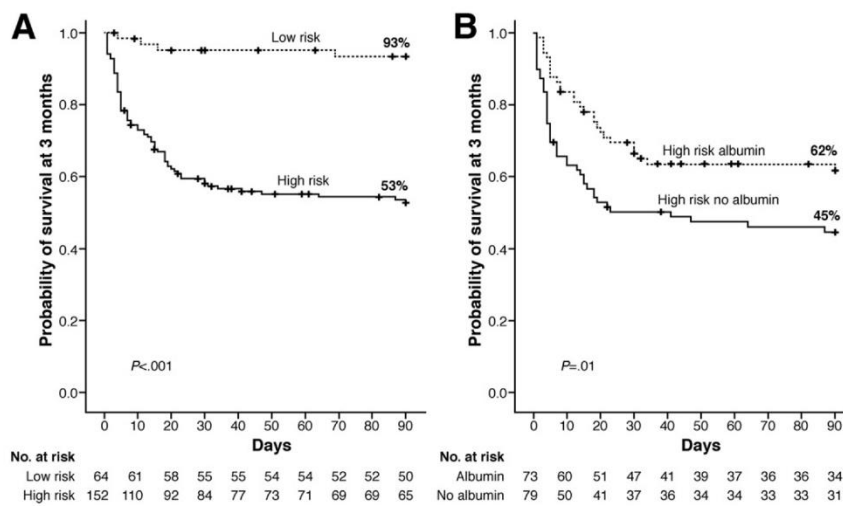 A
B
Probability of survival at 3 months
1.0
0.8
0.6
0.4
0.2
0.0
Low risk
93%
High risk
53%
P<.001
0 10 20 30 40 50 60 70 80 90
Days
No. at risk
Low risk 64 61 58 55 55 54 54 52 52 50
High risk 152 110 92 84 77 73 71 69 69 65
Probability of survival at 3 months
1.0
0.8
0.6
0.4
0.2
0.0
High risk albumin
62%
High risk no albumin
45%
P=.01
0 10 20 30 40 50 60 70 80 90
Days
No. at risk
Albumin 73 60 51 47 41 39 37 36 36 34
No albumin 79 50 41 37 36 34 34 33 33 31